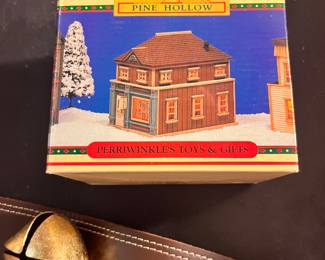 PINE HOLLOW
PERRIWINKLE'S TOYS & GIFTS